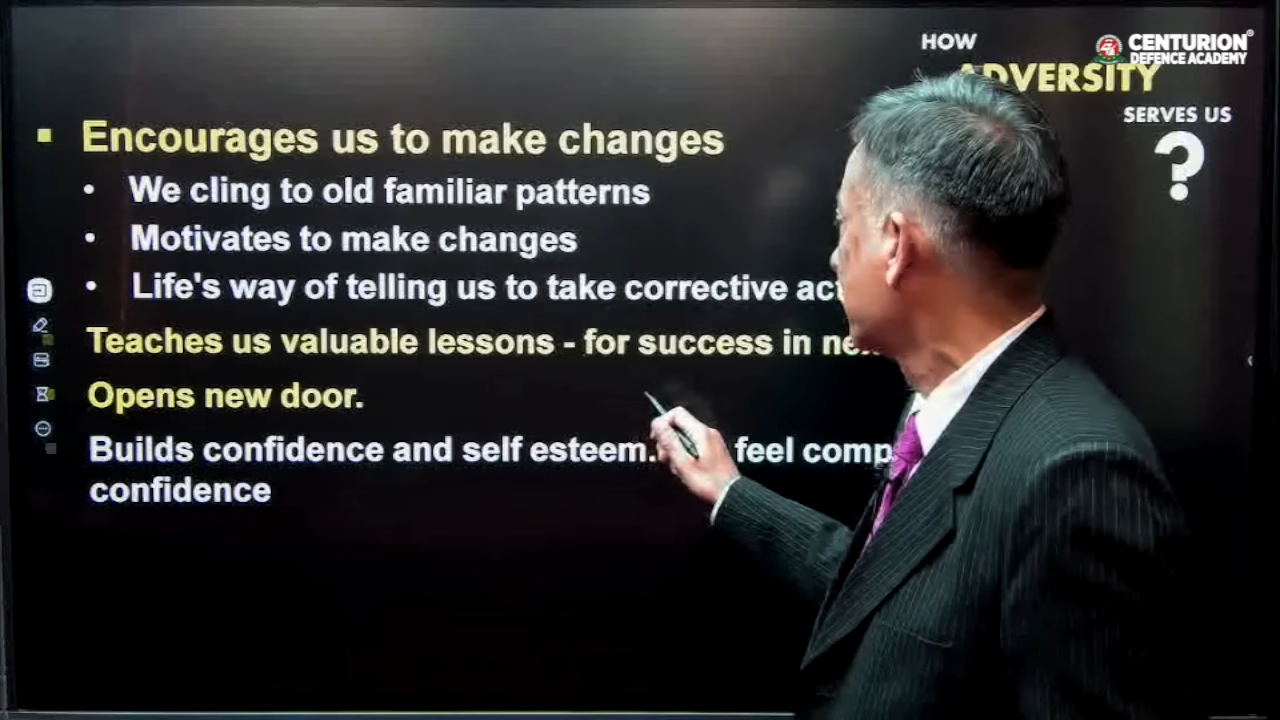 HOW
CENTURION®
DEFENCE ACADEMY
ADVERSITY
SERVES US
?
Encourages us to make changes
We cling to old familiar patterns
Motivates to make changes
Life's way of telling us to take corrective
Teaches us valuable lessons - for success in
Opens new door.
Builds confidence and self esteem. feel
confidence